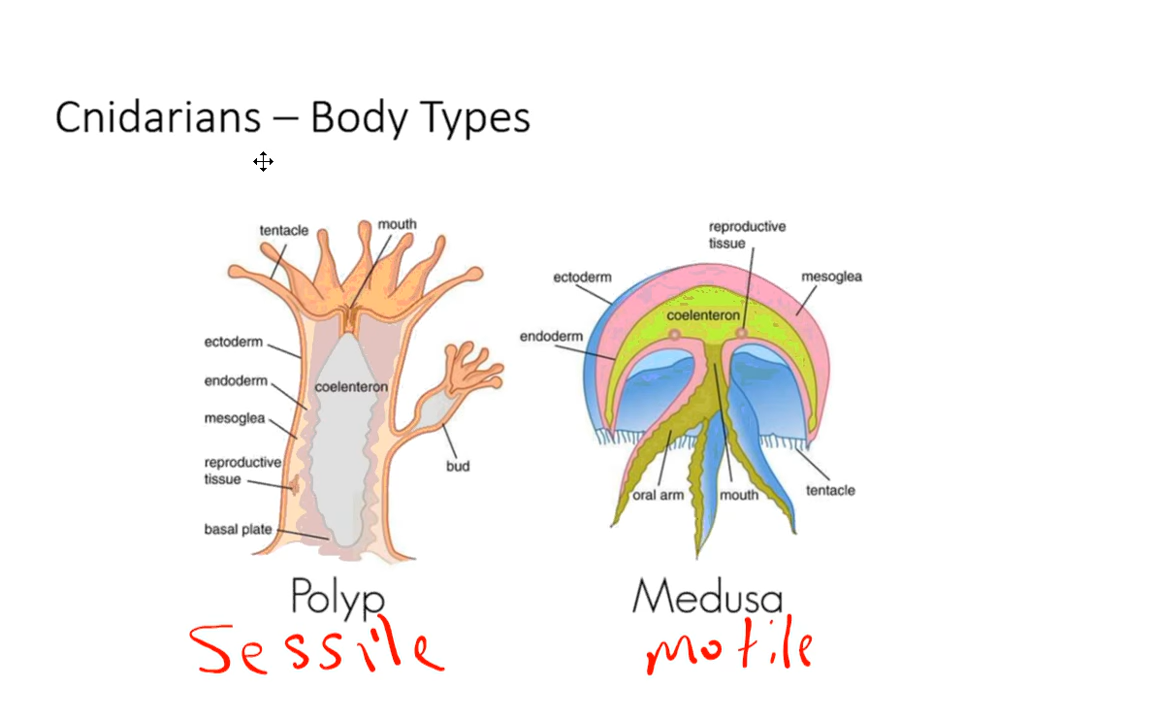 Cnidarians – Body Types
tentacle
mouth
ectoderm
endoderm
mesoglea
reproductive
tissue
basal plate
coelenteron
bud
Polyp
Sessile
reproductive
tissue
ectoderm
mesoglea
coelenteron
endoderm
oral arm
mouth
tentacle
Medusa
motile